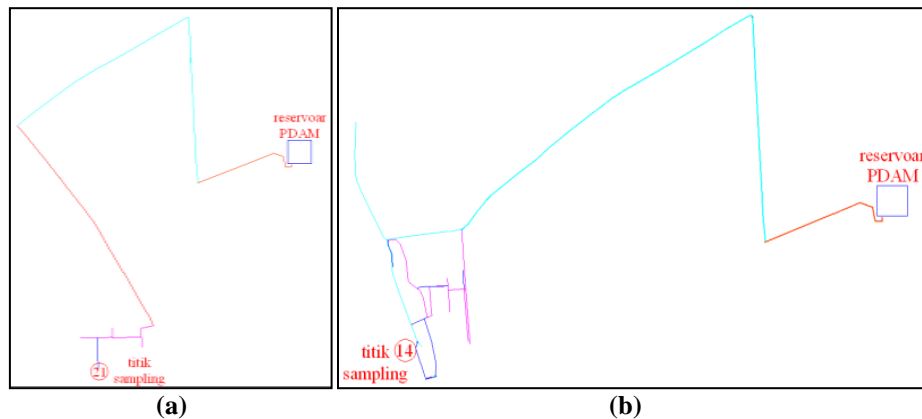 reservoar
PDAM
21
titik
sampling
(a)
reservoar
PDAM
titik 14
sampling
(b)